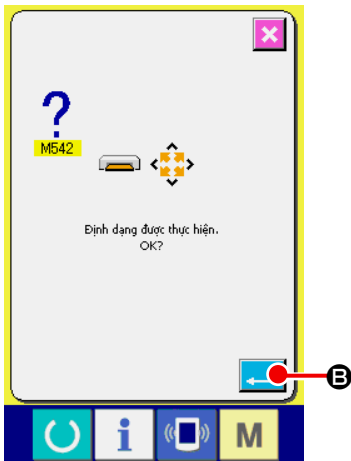 ?
M542
Định dạng được thực hiện.
OK?
B
i
M